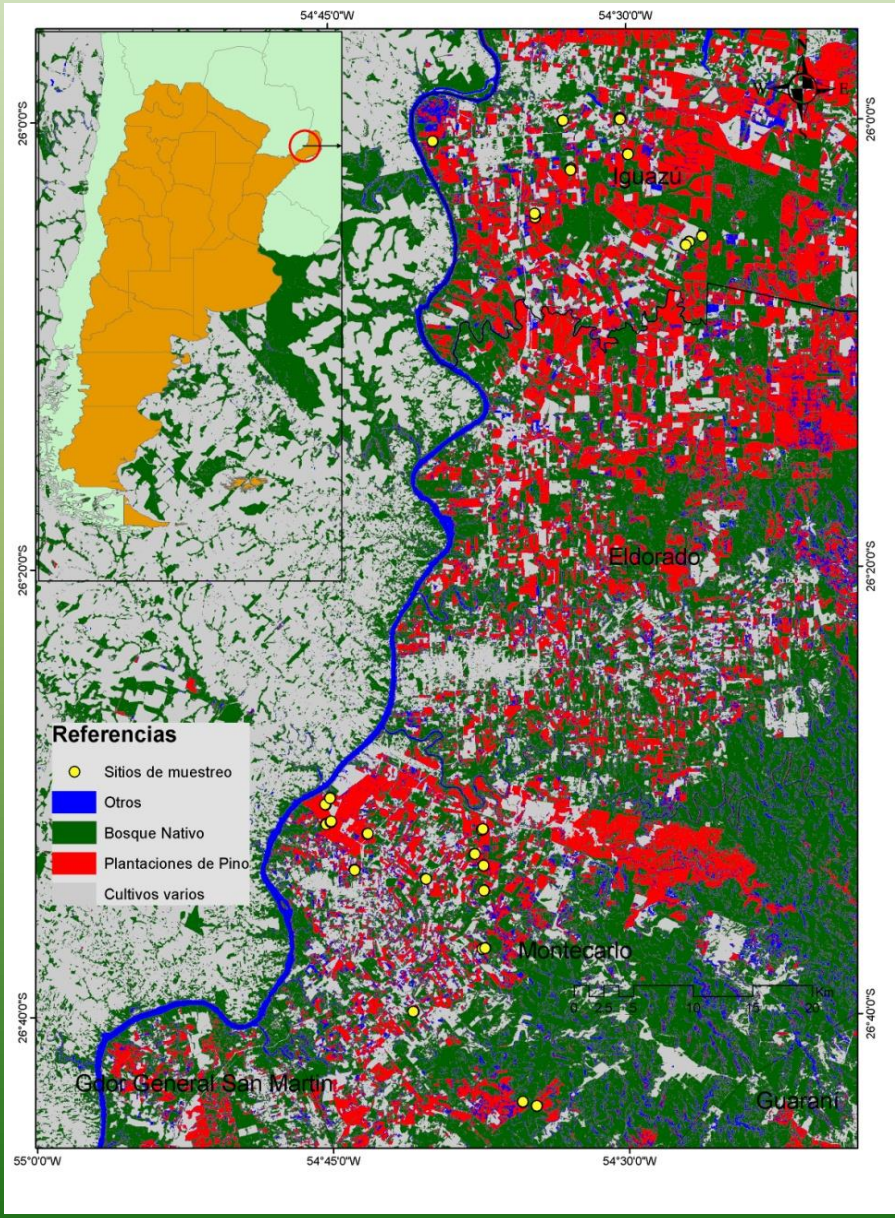 54°45'0"W
54°30'0"W
N
W
E
26°0'0"S
26°0'0"S
Iguazú
Eldorado
26°20'0"S
26°20'0"S
Referencias
Sitios de muestreo
Otros
Bosque Nativo
Plantaciones de Pino
Cultivos varios
Montecarlo
Km
0 2.5 5 10 15 20
26°40'0"S
26°40'0"S
Gdor General San Martín
Guaraní
55°0'0"W
54°45'0"W
54°30'0"W